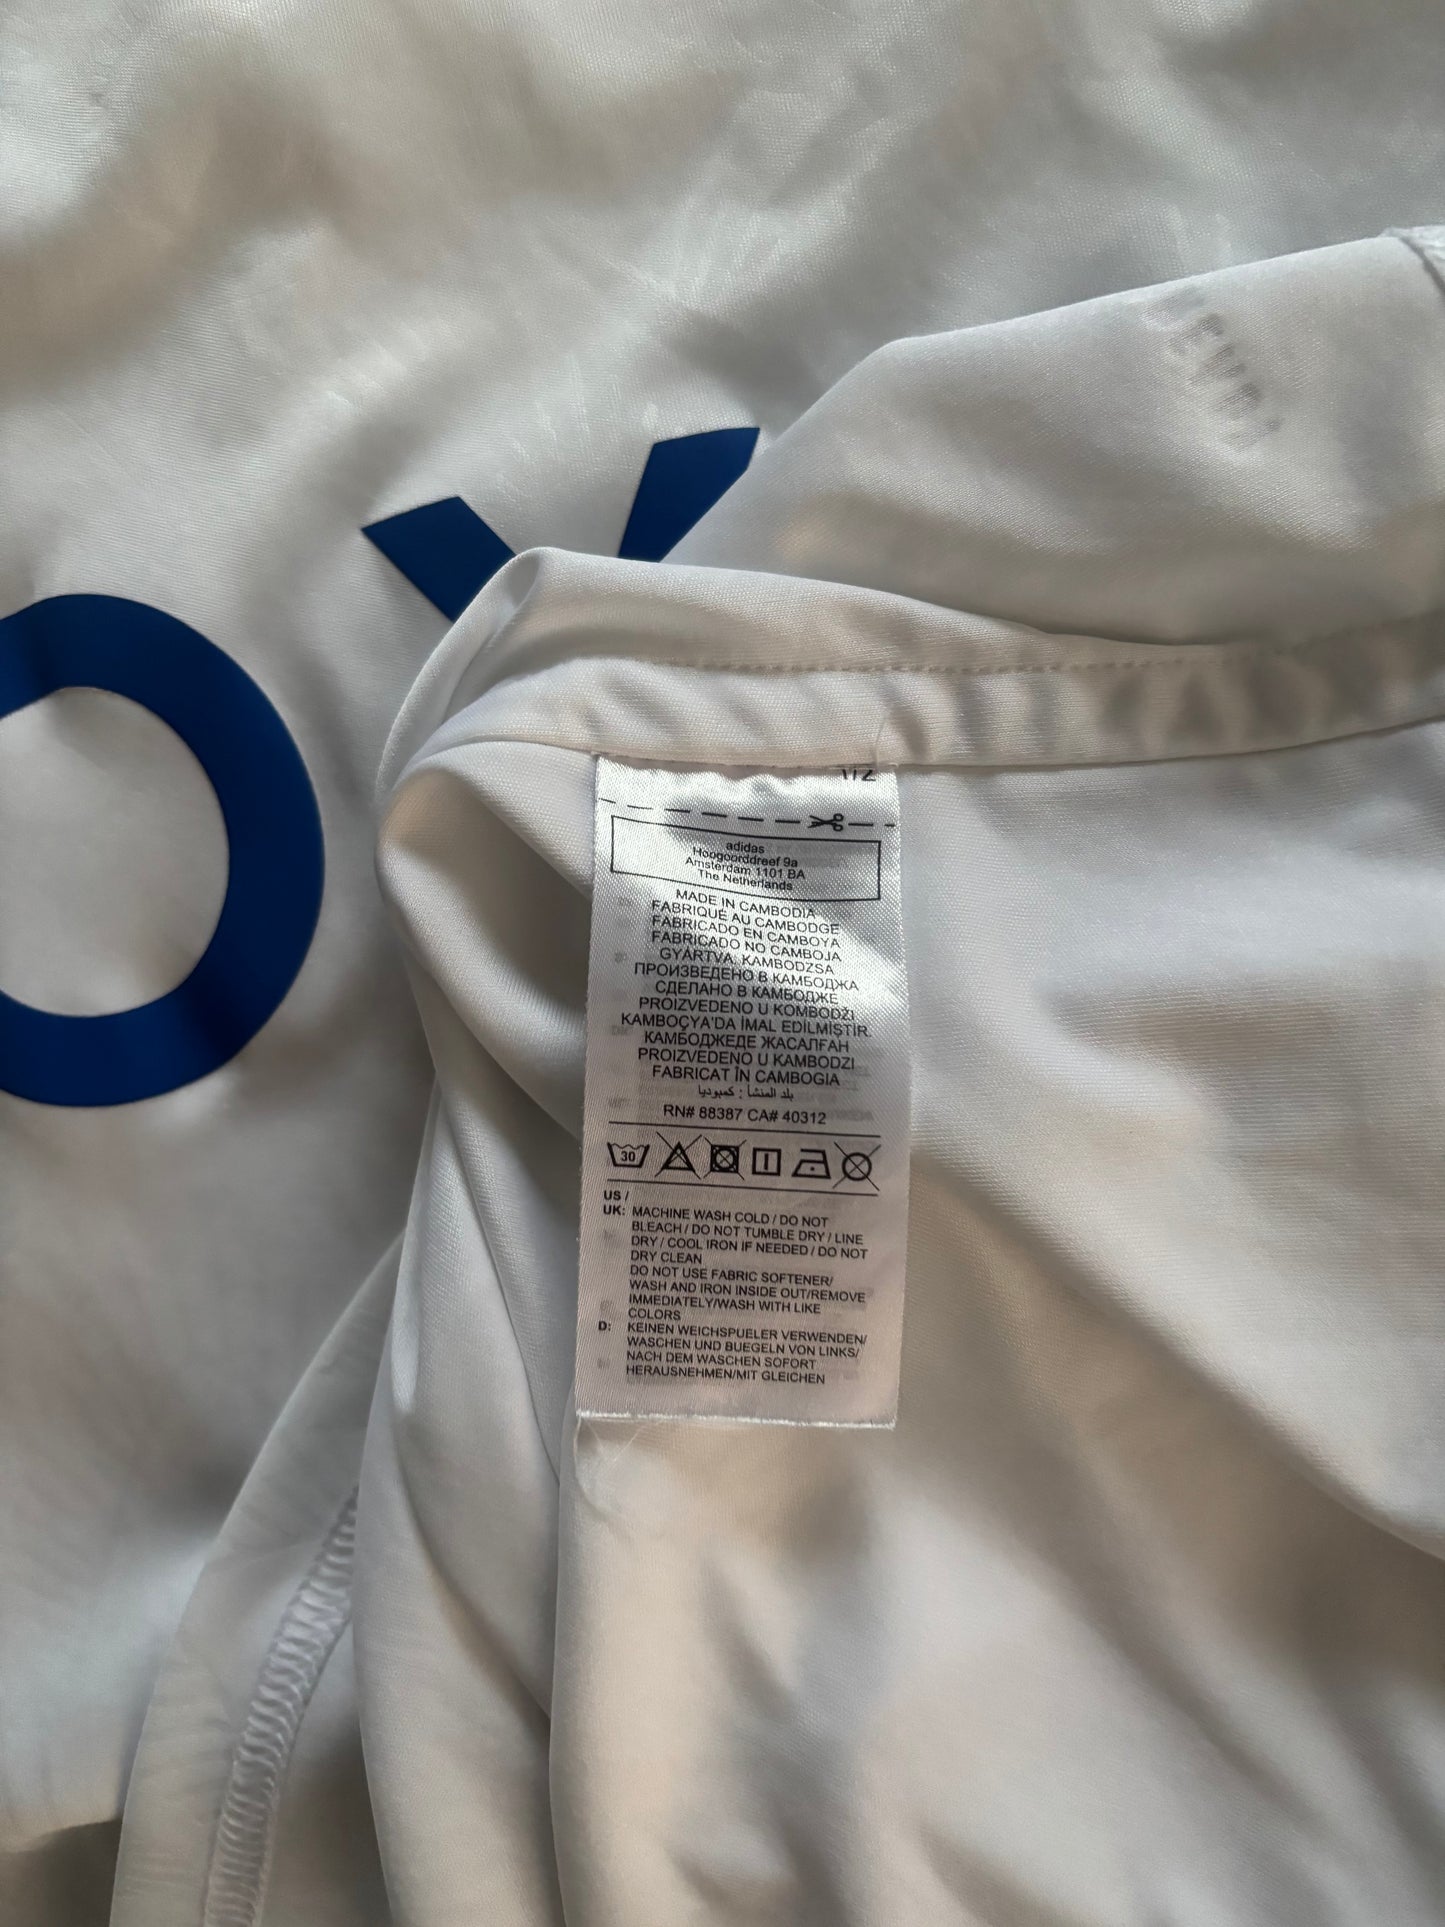 OY
1/2
adidas
Hoogoorddreef 9a
Amsterdam 1101 BA
The Netherlands
MADE IN CAMBODIA
FABRIQUÉ AU CAMBODGE
FABRICADO EN CAMBOYA
FABRICADO NO CAMBOJA
GYÁRTVA: KAMBODZSA
ПРОИЗВЕДЕНО В КАМБОДЖА
СДЕЛАНО В КАМБОДЖЕ
PROIZVEDENO U KOMBODŽI
KAMBOÇYA'DA İMAL EDİLMİŞTİR.
КАМБОДЖЕДЕ ЖАСАЛҒАН
PROIZVEDENO U KAMBODZI
FABRICAT ÎN CAMBOGIA
بلد المنشأ : كمبوديا
RN# 88387 CA# 40312
30
US /
UK: MACHINE WASH COLD / DO NOT
BLEACH / DO NOT TUMBLE DRY / LINE
DRY / COOL IRON IF NEEDED / DO NOT
DRY CLEAN
DO NOT USE FABRIC SOFTENER/
WASH AND IRON INSIDE OUT/REMOVE
IMMEDIATELY/WASH WITH LIKE
COLORS
D: KEINEN WEICHSPUELER VERWENDEN/
WASCHEN UND BUEGELN VON LINKS/
NACH DEM WASCHEN SOFORT
HERAUSNEHMEN/MIT GLEICHEN